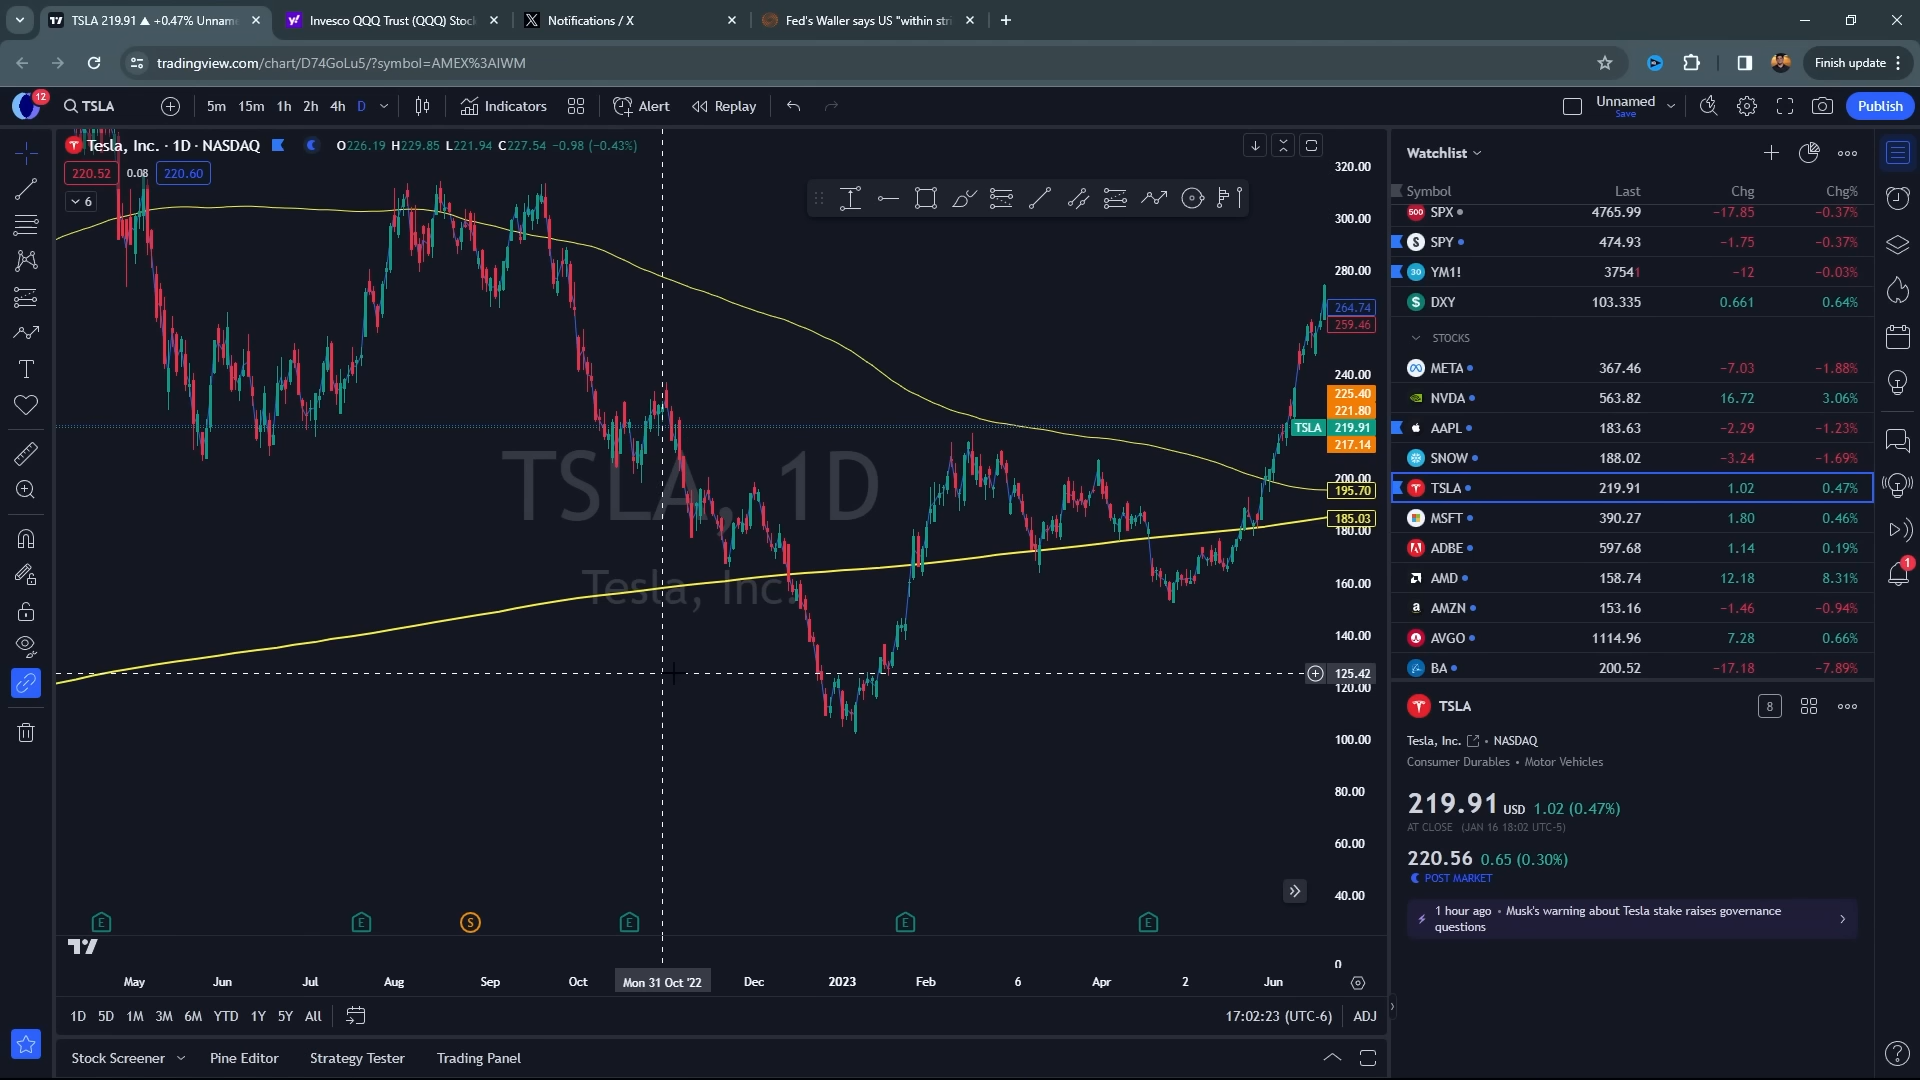 TSLA 219.91 ▲ +0.47% Unnam
Invesco QQQ Trust (QQQ) Stoc
Notifications / X
Fed's Waller says US "within stri
tradingview.com/chart/D74GoLu5/?symbol=AMEX%3AIWM
Finish update
12
TSLA
5m 15m 1h 2h 4h D
Indicators
Alert
Replay
Unnamed
Save
Publish
Tesla, Inc. · 1D · NASDAQ
O226.19 H229.85 L221.94 C227.54 −0.98 (−0.43%)
220.52 0.08 220.60
6
TSLA, 1D
Tesla, Inc.
320.00
300.00
280.00
264.74
259.46
240.00
225.40
221.80
TSLA 219.91
217.14
200.00
195.70
185.03
180.00
160.00
140.00
125.42
120.00
100.00
80.00
60.00
40.00
0
E E S E E E
May Jun Jul Aug Sep Oct Mon 31 Oct '22 Dec 2023 Feb 6 Apr 2 Jun
1D 5D 1M 3M 6M YTD 1Y 5Y All
17:02:23 (UTC-6) ADJ
Stock Screener Pine Editor Strategy Tester Trading Panel
Watchlist
Symbol Last Chg Chg%
500 SPX 4765.99 −17.85 −0.37%
S SPY 474.93 −1.75 −0.37%
30 YM1! 37541 −12 −0.03%
$ DXY 103.335 0.661 0.64%
STOCKS
META 367.46 −7.03 −1.88%
NVDA 563.82 16.72 3.06%
AAPL 183.63 −2.29 −1.23%
SNOW 188.02 −3.24 −1.69%
TSLA 219.91 1.02 0.47%
MSFT 390.27 1.80 0.46%
ADBE 597.68 1.14 0.19%
AMD 158.74 12.18 8.31%
AMZN 153.16 −1.46 −0.94%
AVGO 1114.96 7.28 0.66%
BA 200.52 −17.18 −7.89%
TSLA
8
Tesla, Inc. • NASDAQ
Consumer Durables • Motor Vehicles
219.91 USD 1.02 (0.47%)
AT CLOSE (JAN 16 18:02 UTC-5)
220.56 0.65 (0.30%)
POST MARKET
1 hour ago • Musk's warning about Tesla stake raises governance
questions
1